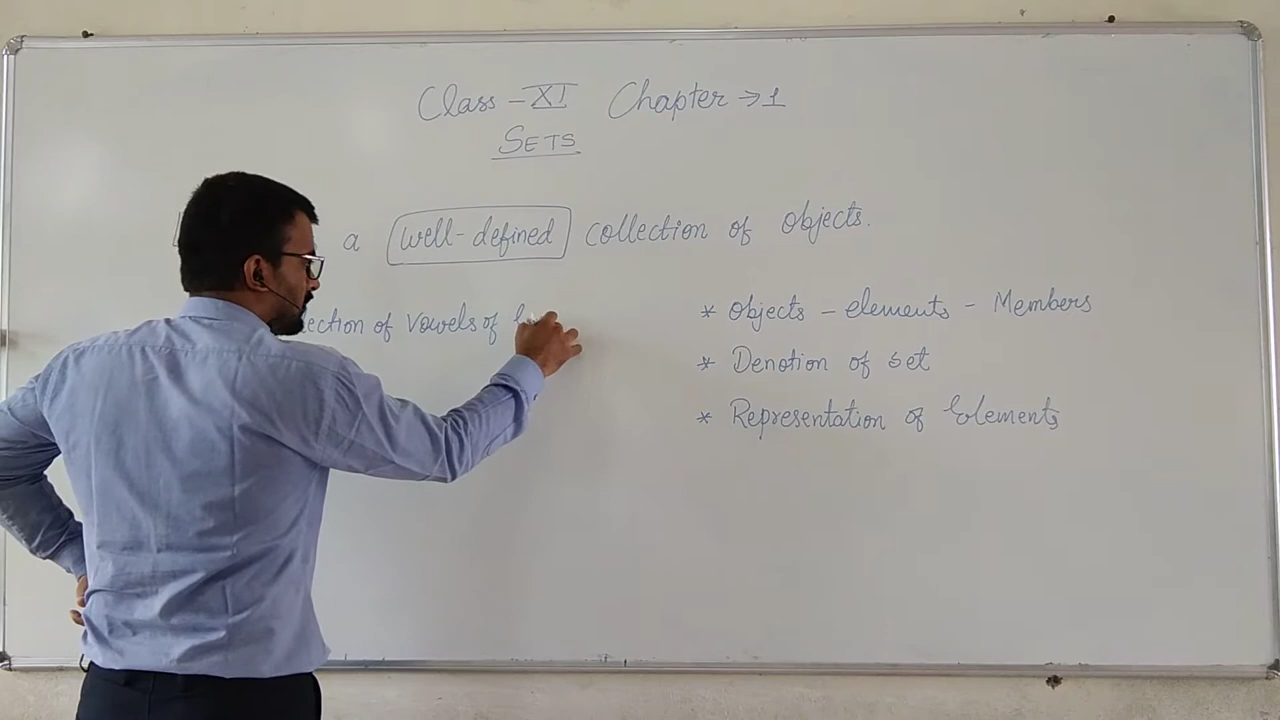 Class - XI Chapter → 1
SETS
a well-defined collection of objects.
ection of vowels of
* Objects - elements - Members
* Denotion of set
* Representation of Elements